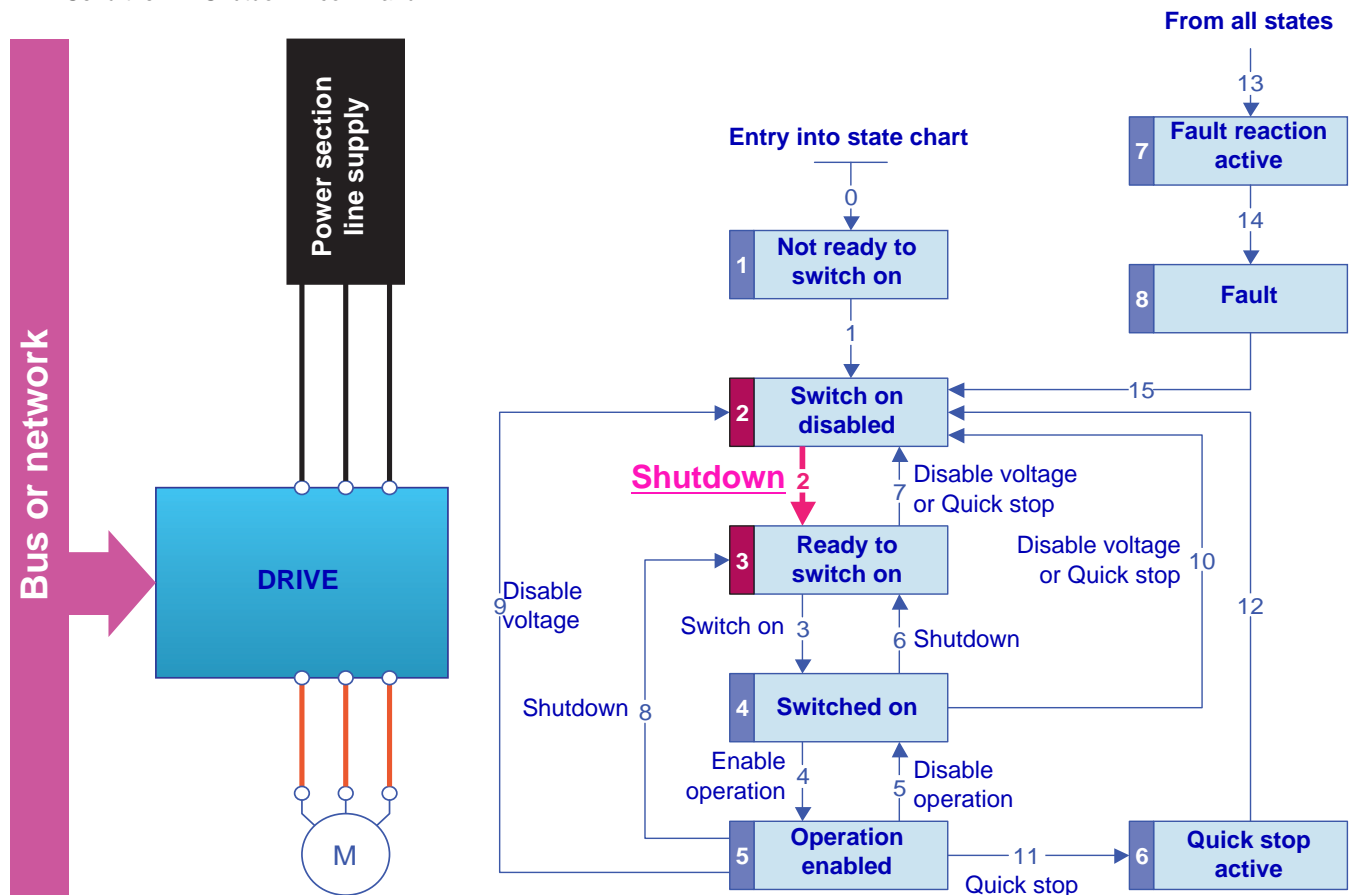 From all states
13
7
Fault reaction
active
14
8
Fault
15
Bus or network
Power section
line supply
DRIVE
M
Entry into state chart
0
1
Not ready to
switch on
1
2
Switch on
disabled
Shutdown 2
7
Disable voltage
or Quick stop
3
Ready to
switch on
Disable voltage
or Quick stop
10
12
9
Disable
voltage
Switch on 3
6 Shutdown
4
Switched on
Shutdown 8
Enable
operation
4
5
Disable
operation
5
Operation
enabled
11
Quick stop
6
Quick stop
active